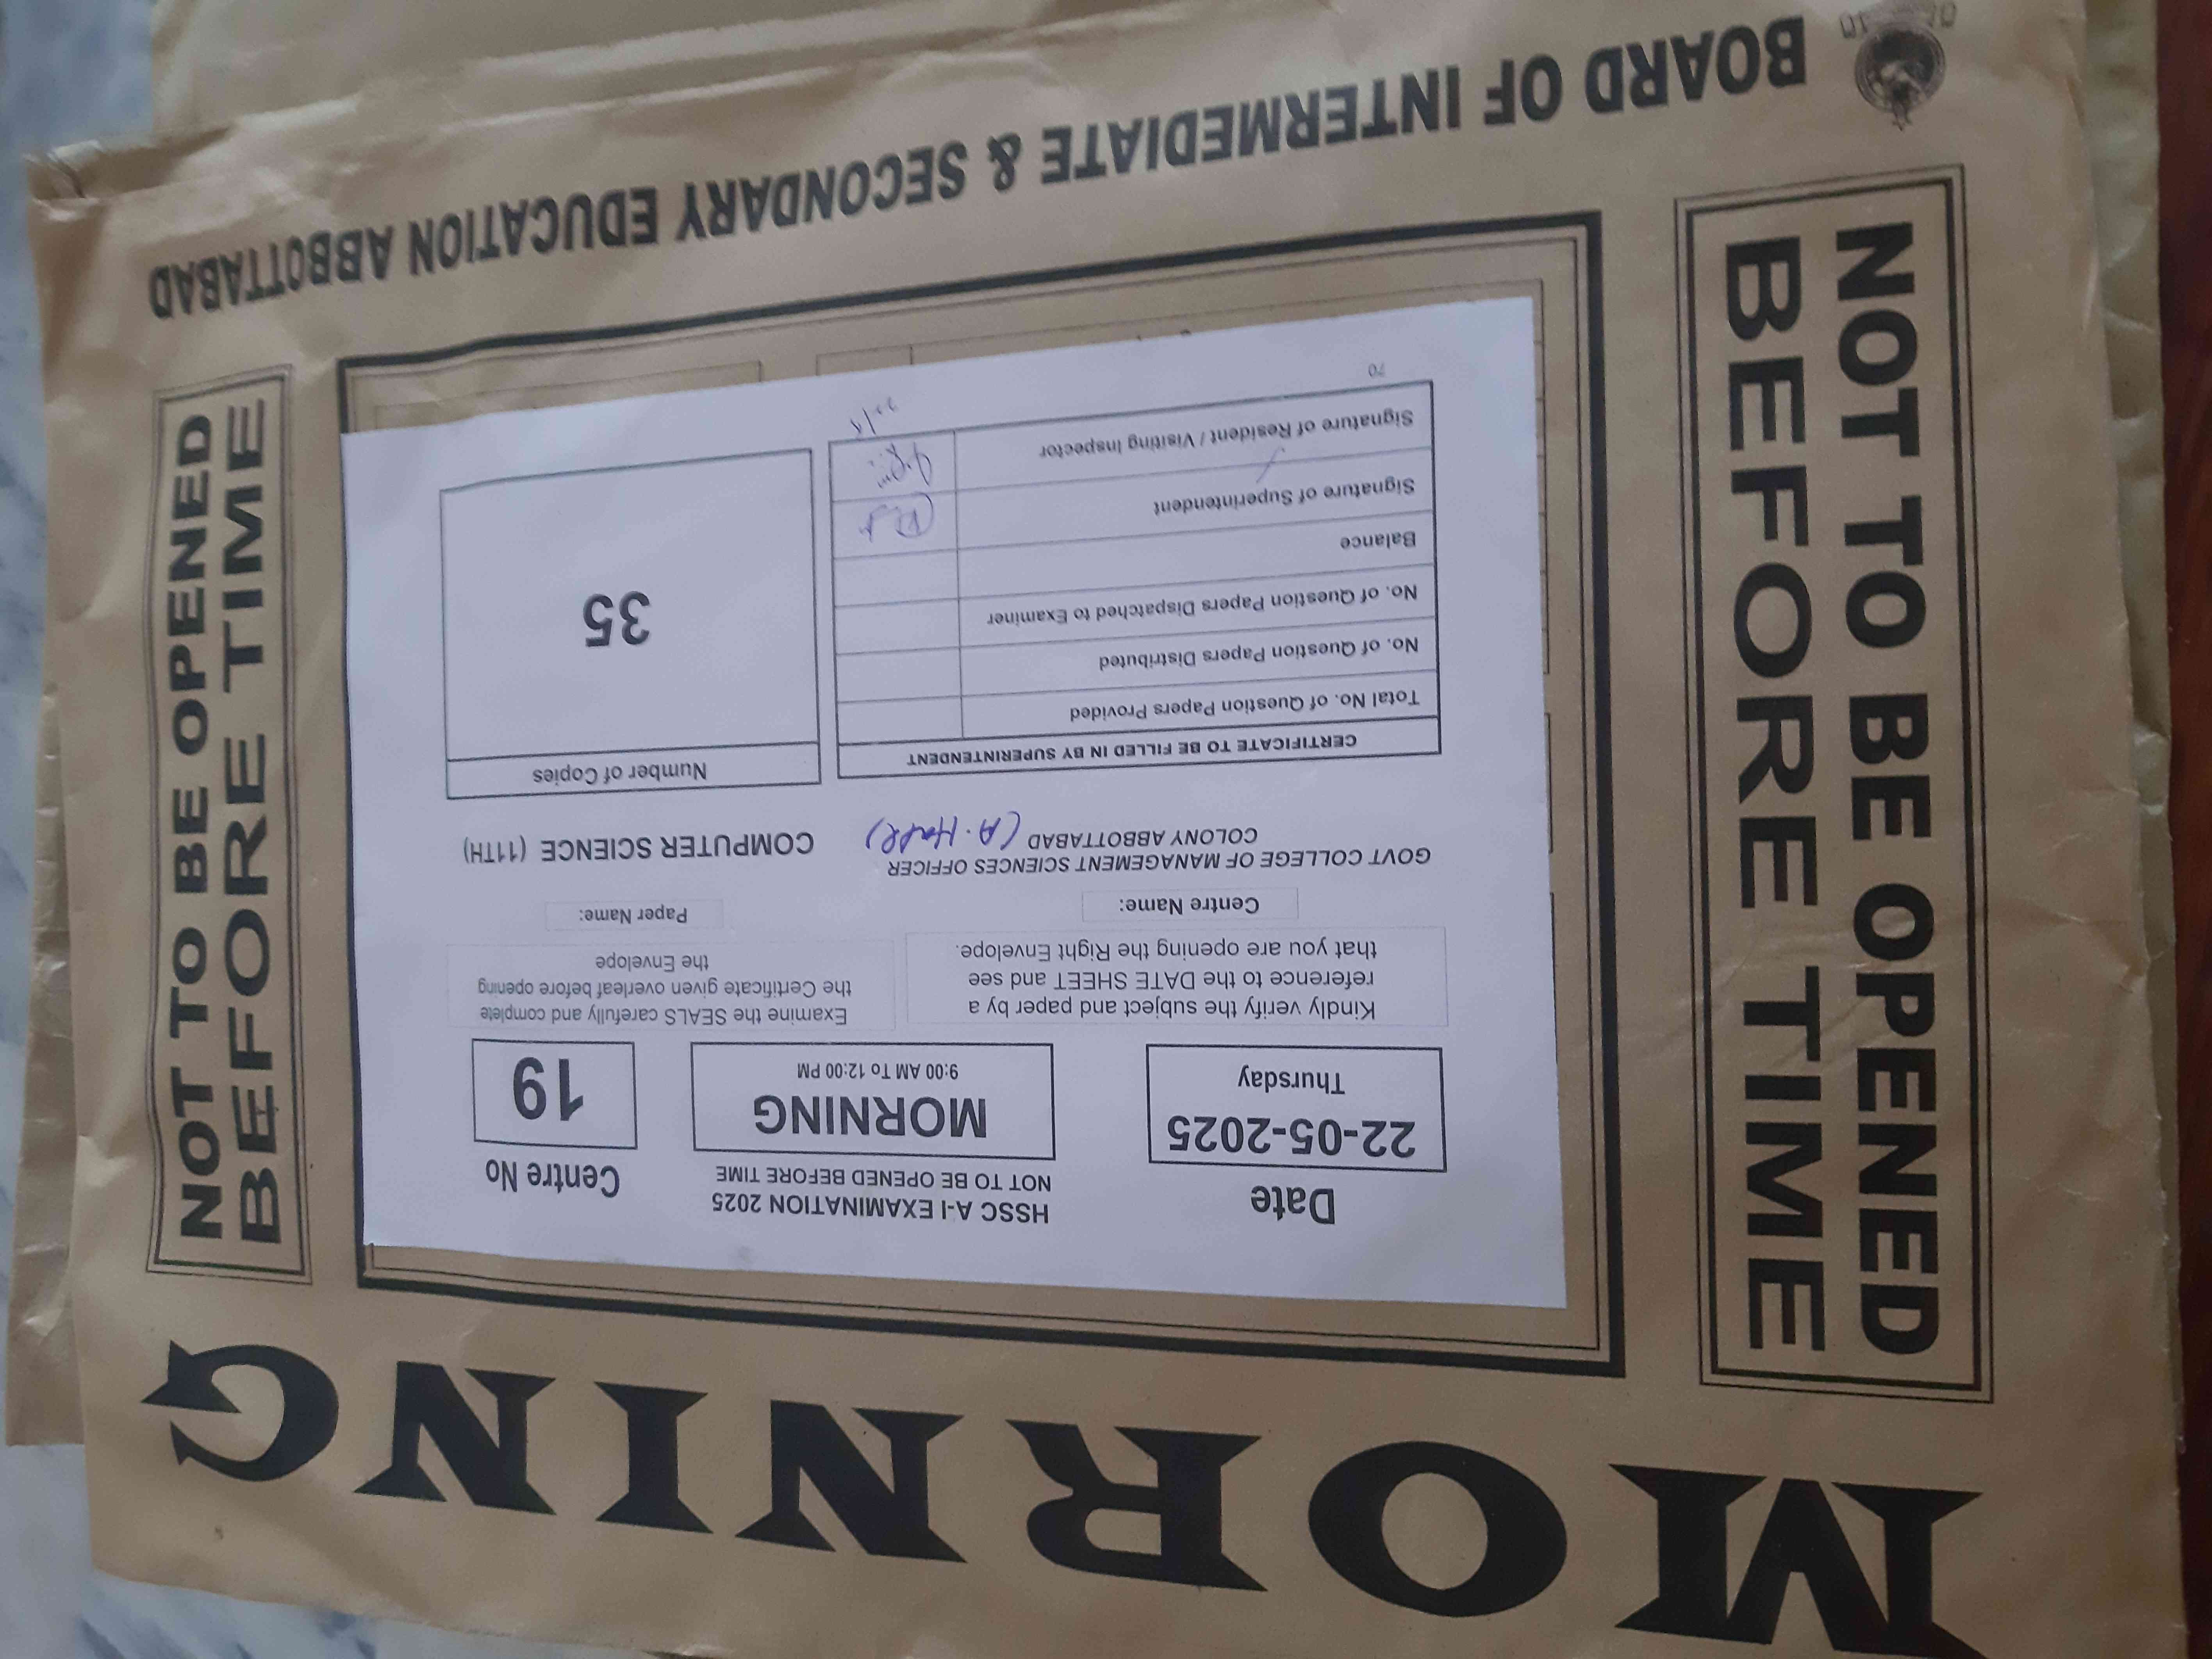 MORNING
NOT TO BE OPENED
BEFORE TIME
HSSC A-I EXAMINATION 2025
NOT TO BE OPENED BEFORE TIME
Date
22-05-2025
Thursday
MORNING
9:00 AM To 12:00 PM
Centre No
19
Kindly verify the subject and paper by a
reference to the DATE SHEET and see
that you are opening the Right Envelope.
Examine the SEALS carefully and complete
the Certificate given overleaf before opening
the Envelope
Centre Name:
GOVT COLLEGE OF MANAGEMENT SCIENCES OFFICER
COLONY ABBOTTABAD (A. Hall)
Paper Name:
COMPUTER SCIENCE (11TH)
CERTIFICATE TO BE FILLED IN BY SUPERINTENDENT
Total No. of Question Papers Provided
No. of Question Papers Distributed
No. of Question Papers Dispatched to Examiner
Balance
Signature of Superintendent
Signature of Resident / Visiting Inspector
70
Number of Copies
35
NOT TO BE OPENED
BEFORE TIME
BOARD OF INTERMEDIATE & SECONDARY EDUCATION ABBOTTABAD